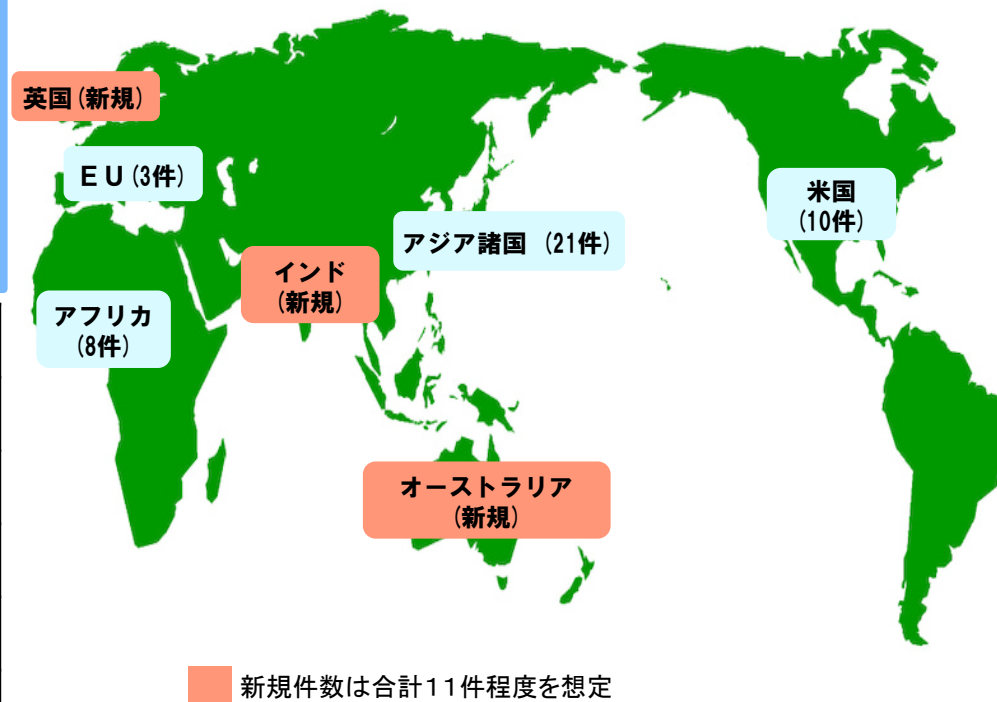 英国(新規)
ＥＵ(3件)
米国
(10件)
アジア諸国 (21件)
インド
(新規)
アフリカ
(8件)
オーストラリア
(新規)
新規件数は合計１１件程度を想定